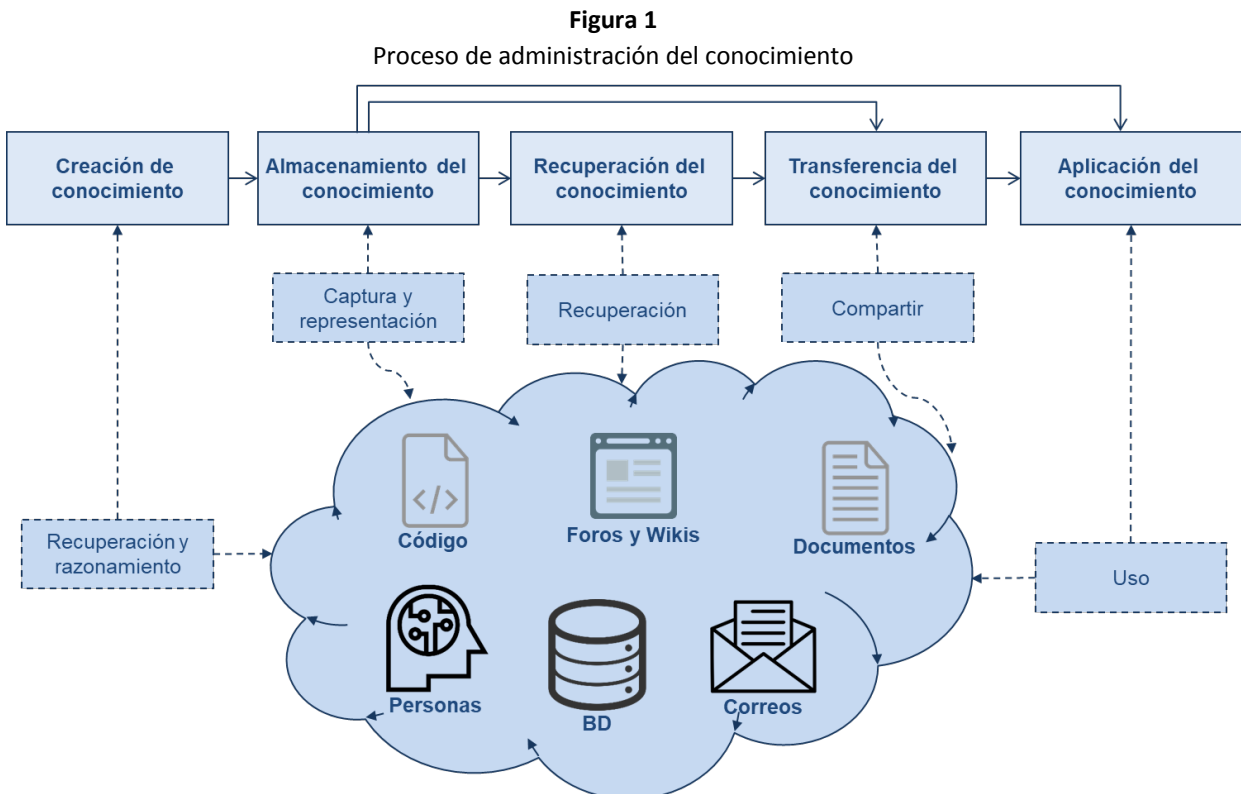 Figura 1
Proceso de administración del conocimiento
Creación de
conocimiento
Almacenamiento del
conocimiento
Recuperación del
conocimiento
Transferencia del
conocimiento
Aplicación del
conocimiento
Captura y
representación
Recuperación
Compartir
Recuperación y
razonamiento
Uso
</>
Código
Foros y Wikis
Documentos
Personas
BD
Correos